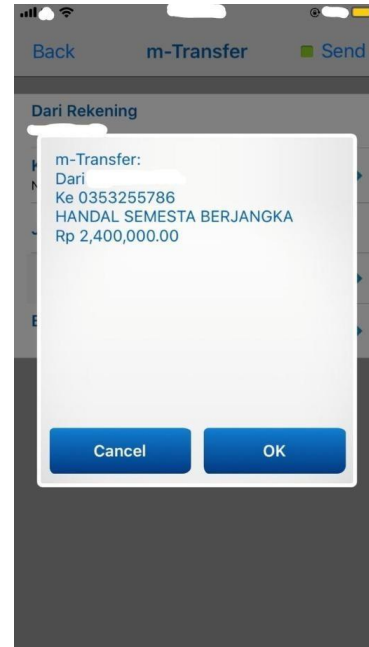 Back m-Transfer Send
Dari Rekening
m-Transfer:
Dari
Ke 0353255786
HANDAL SEMESTA BERJANGKA
Rp 2,400,000.00
Cancel OK